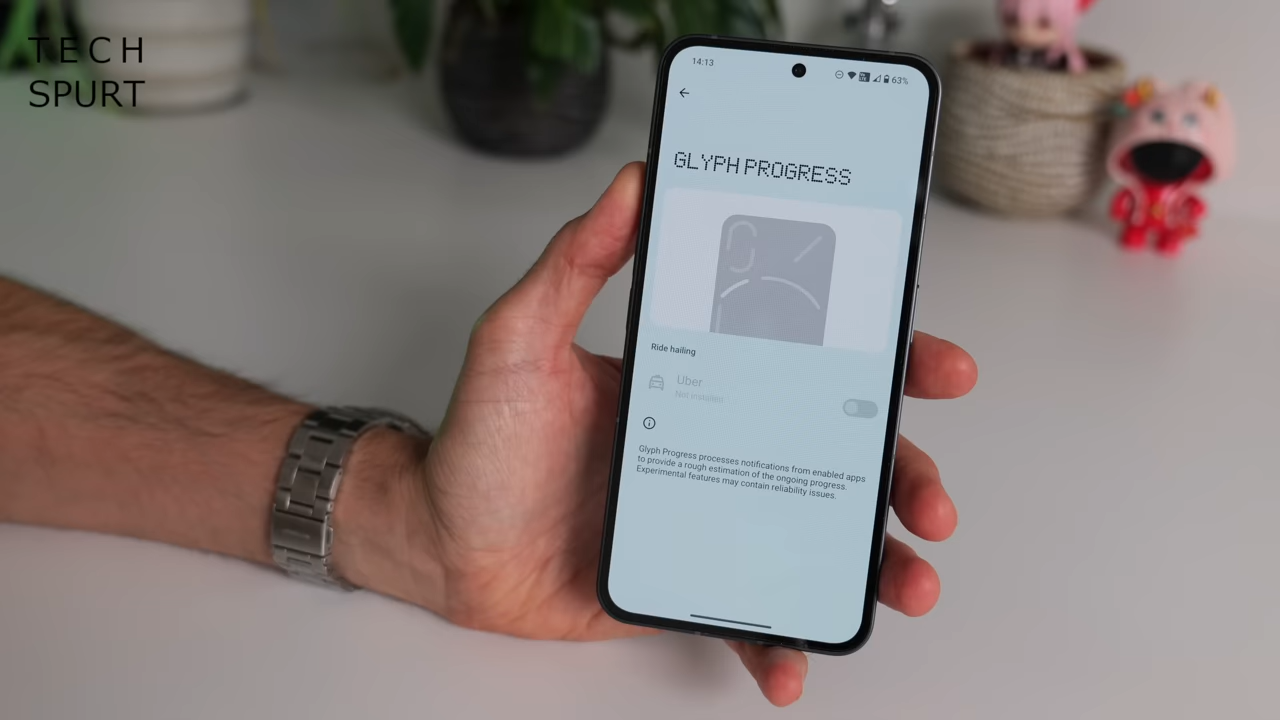 TECH
SPURT
14:13
63%
GLYPH PROGRESS
Ride hailing
Uber
Not installed
Glyph Progress processes notifications from enabled apps
to provide a rough estimation of the ongoing progress.
Experimental features may contain reliability issues.